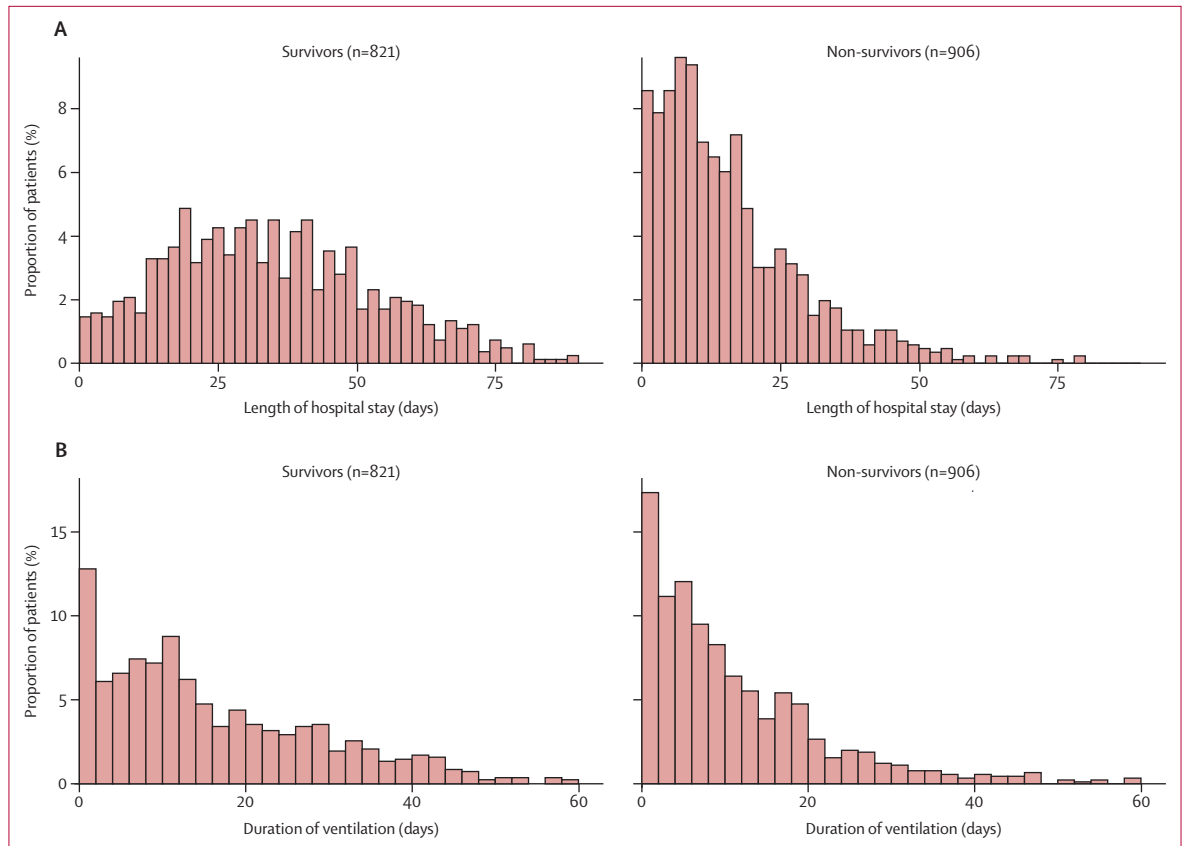 A
Survivors (n=821)
Non-survivors (n=906)
Proportion of patients (%)
8
6
4
2
0
0 25 50 75
0 25 50 75
Length of hospital stay (days)
Length of hospital stay (days)
B
Survivors (n=821)
Non-survivors (n=906)
Proportion of patients (%)
15
10
5
0
0 20 40 60
0 20 40 60
Duration of ventilation (days)
Duration of ventilation (days)